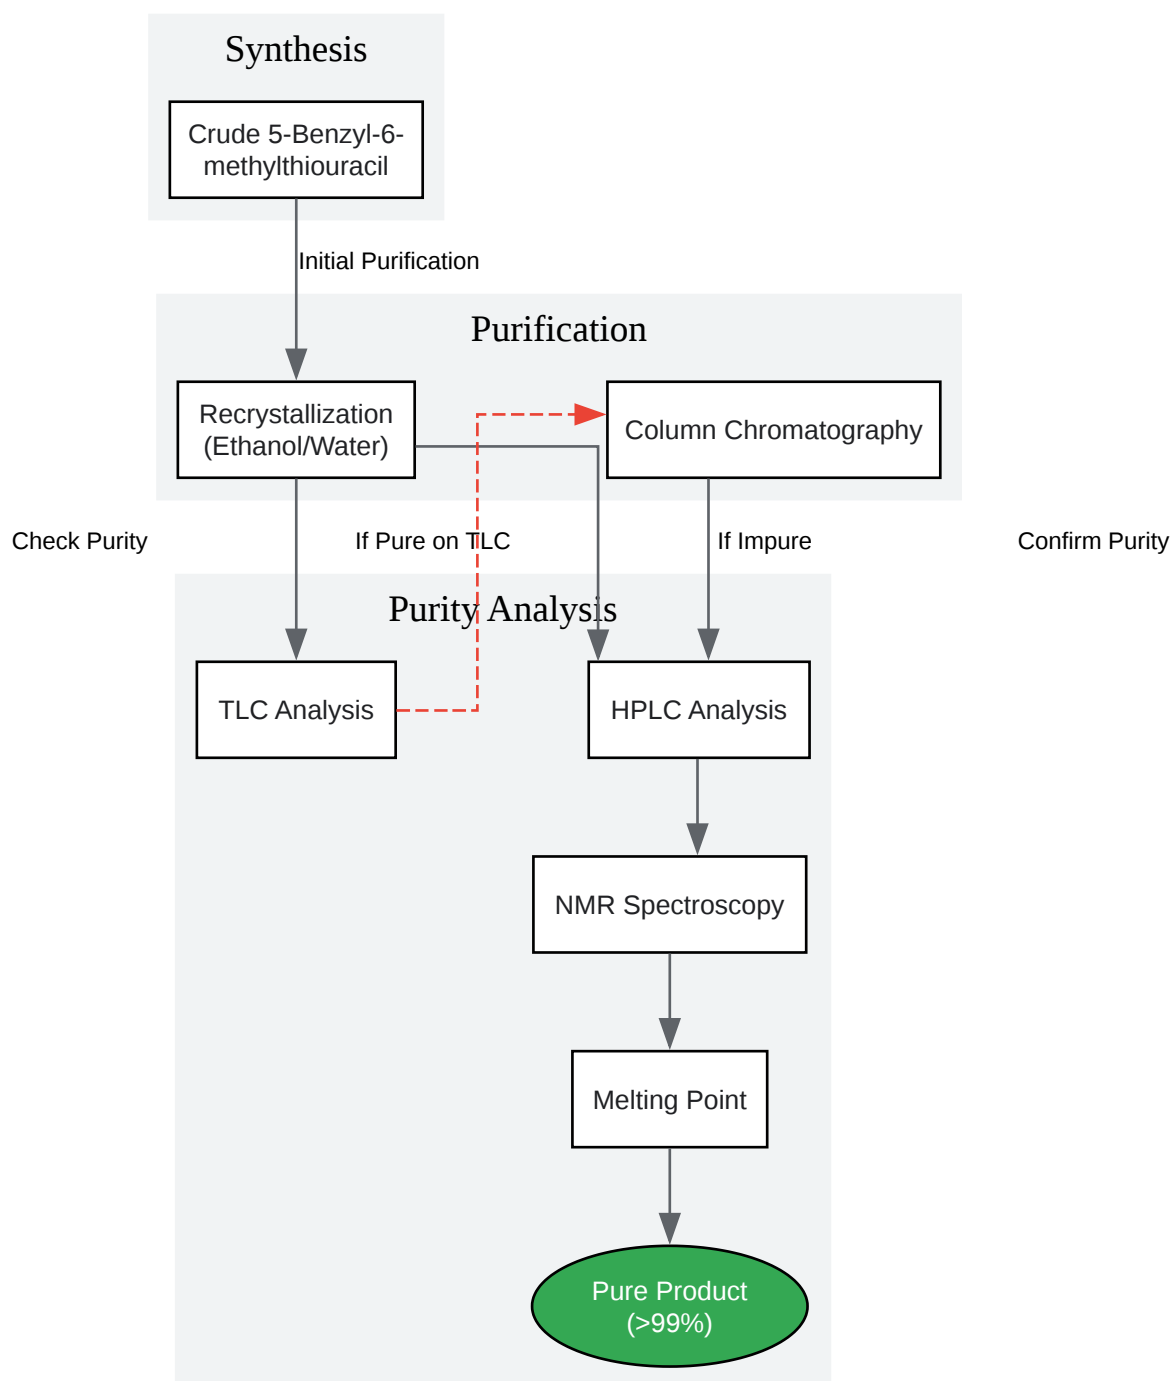 Synthesis
Crude 5-Benzyl-6-
methylthiouracil
Initial Purification
Purification
Recrystallization
(Ethanol/Water)
Column Chromatography
Check Purity
If Pure on TLC
If Impure
Confirm Purity
Purity Analysis
TLC Analysis
HPLC Analysis
NMR Spectroscopy
Melting Point
Pure Product
(>99%)